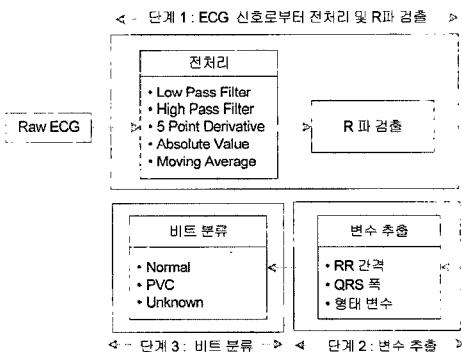 단계 1 : ECG 신호로부터 전처리 및 R파 검출
전처리
• Low Pass Filter
• High Pass Filter
• 5 Point Derivative
• Absolute Value
• Moving Average
Raw ECG
R 파 검출
비트 분류
• Normal
• PVC
• Unknown
변수 추출
• RR 간격
• QRS 폭
• 형태 변수
단계 3 : 비트 분류
단계 2 : 변수 추출